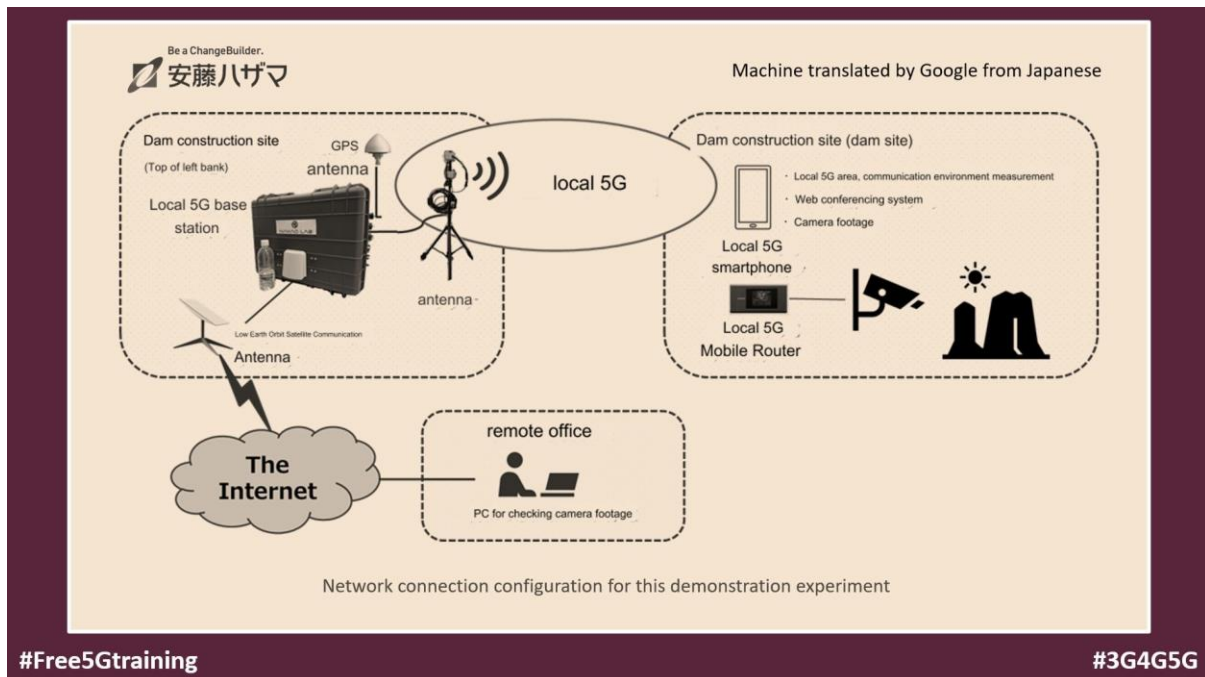 Be a ChangeBuilder.
安藤ハザマ
Machine translated by Google from Japanese
Dam construction site
(Top of left bank)
GPS
antenna
Local 5G base
station
antenna
Low Earth Orbit Satellite Communication
Antenna
local 5G
Dam construction site (dam site)
· Local 5G area, communication environment measurement
· Web conferencing system
· Camera footage
Local 5G
smartphone
Local 5G
Mobile Router
The
Internet
remote office
PC for checking camera footage
Network connection configuration for this demonstration experiment
#Free5Gtraining
#3G4G5G